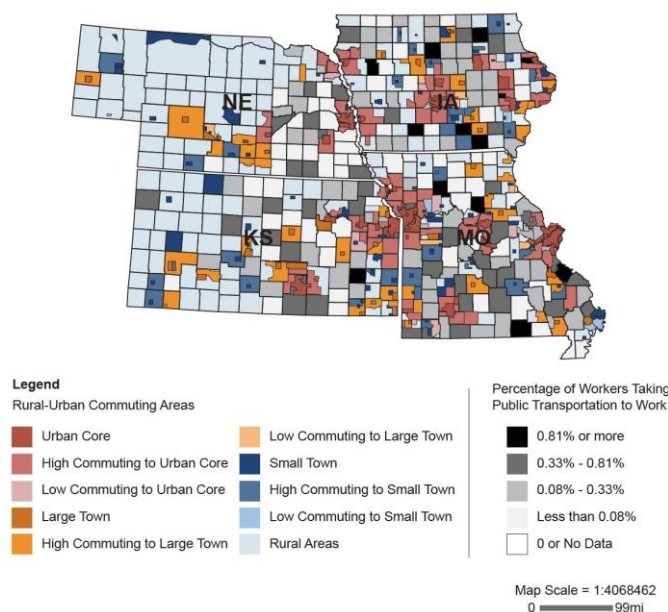 NE
IA
KS
MO
Legend
Rural-Urban Commuting Areas
Urban Core
High Commuting to Urban Core
Low Commuting to Urban Core
Large Town
High Commuting to Large Town
Low Commuting to Large Town
Small Town
High Commuting to Small Town
Low Commuting to Small Town
Rural Areas
Percentage of Workers Taking
Public Transportation to Work
0.81% or more
0.33% - 0.81%
0.08% - 0.33%
Less than 0.08%
0 or No Data
Map Scale = 1:4068462
0 99mi